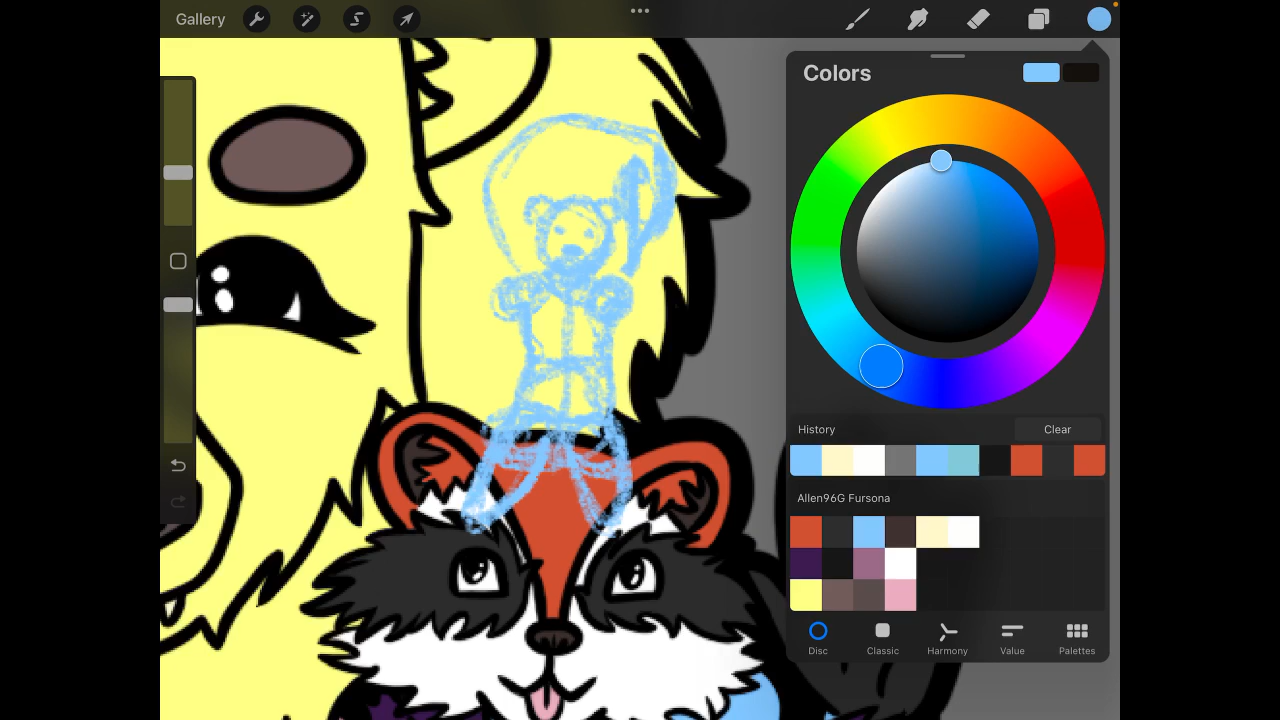 Gallery
Colors
History
Clear
Allen96G Fursona
Disc
Classic
Harmony
Value
Palettes